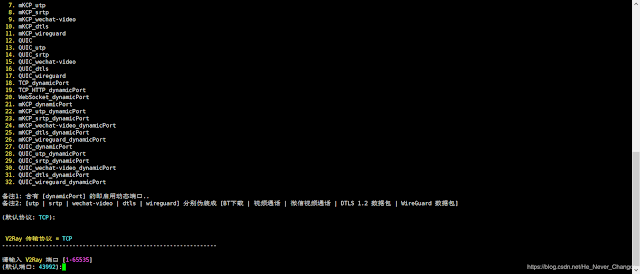 7. mKCP_utp
8. mKCP_srtp
9. mKCP_wechat-video
10. mKCP_dtls
11. mKCP_wireguard
12. QUIC
13. QUIC_utp
14. QUIC_srtp
15. QUIC_wechat-video
16. QUIC_dtls
17. QUIC_wireguard
18. TCP_dynamicPort
19. TCP_HTTP_dynamicPort
20. WebSocket_dynamicPort
21. mKCP_dynamicPort
22. mKCP_utp_dynamicPort
23. mKCP_srtp_dynamicPort
24. mKCP_wechat-video_dynamicPort
25. mKCP_dtls_dynamicPort
26. mKCP_wireguard_dynamicPort
27. QUIC_dynamicPort
28. QUIC_utp_dynamicPort
29. QUIC_srtp_dynamicPort
30. QUIC_wechat-video_dynamicPort
31. QUIC_dtls_dynamicPort
32. QUIC_wireguard_dynamicPort
备注1: 含有 [dynamicPort] 的即启用动态端口..
备注2: [utp | srtp | wechat-video | dtls | wireguard] 分别伪装成 [BT下载 | 视频通话 | 微信视频通话 | DTLS 1.2 数据包 | WireGuard 数据包]
(默认协议: TCP):
V2Ray 传输协议 = TCP
----------------------------------------------------------------
请输入 V2Ray 端口 [1-65535]
(默认端口: 43992):
https://blog.csdn.net/He_Never_Change